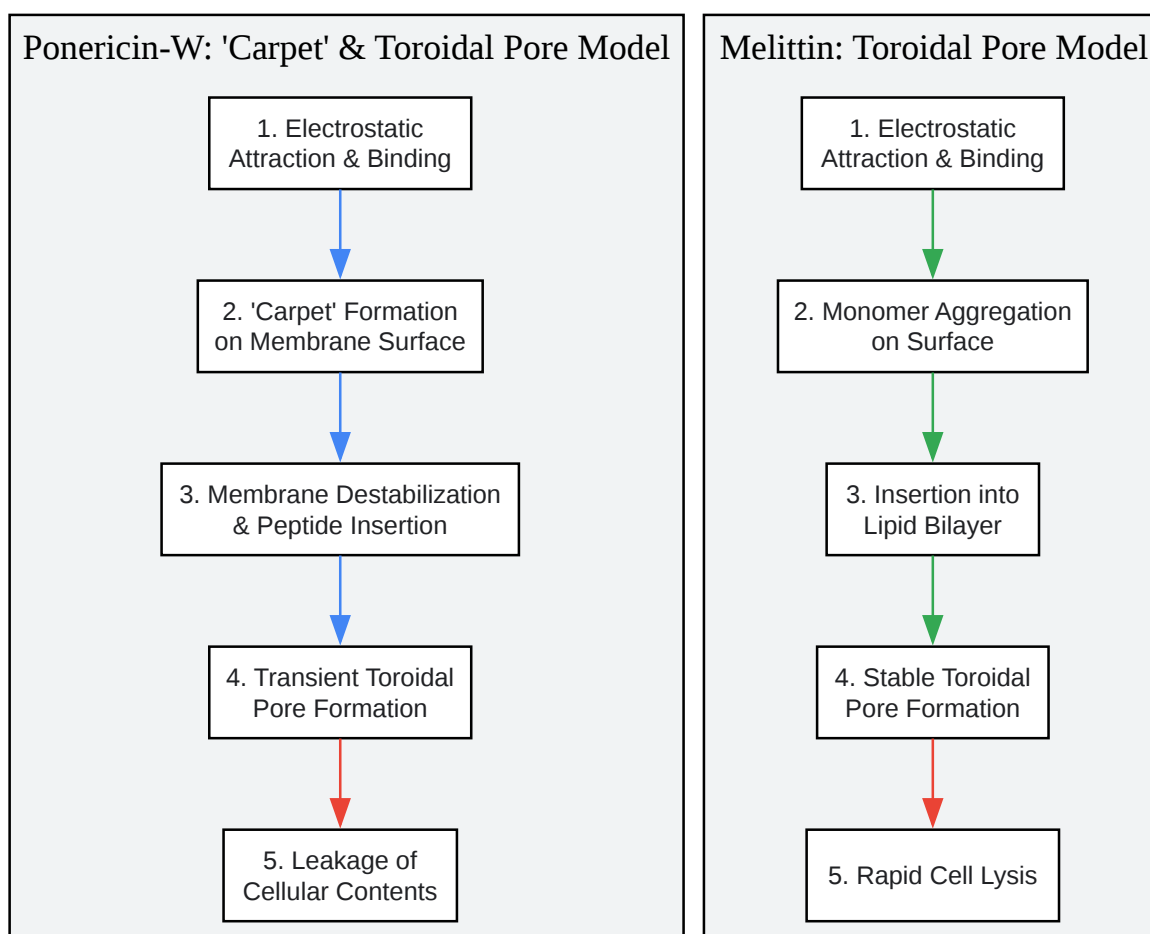 Ponericin-W: 'Carpet' & Toroidal Pore Model
1. Electrostatic
Attraction & Binding
2. 'Carpet' Formation
on Membrane Surface
3. Membrane Destabilization
& Peptide Insertion
4. Transient Toroidal
Pore Formation
5. Leakage of
Cellular Contents
Melittin: Toroidal Pore Model
1. Electrostatic
Attraction & Binding
2. Monomer Aggregation
on Surface
3. Insertion into
Lipid Bilayer
4. Stable Toroidal
Pore Formation
5. Rapid Cell Lysis